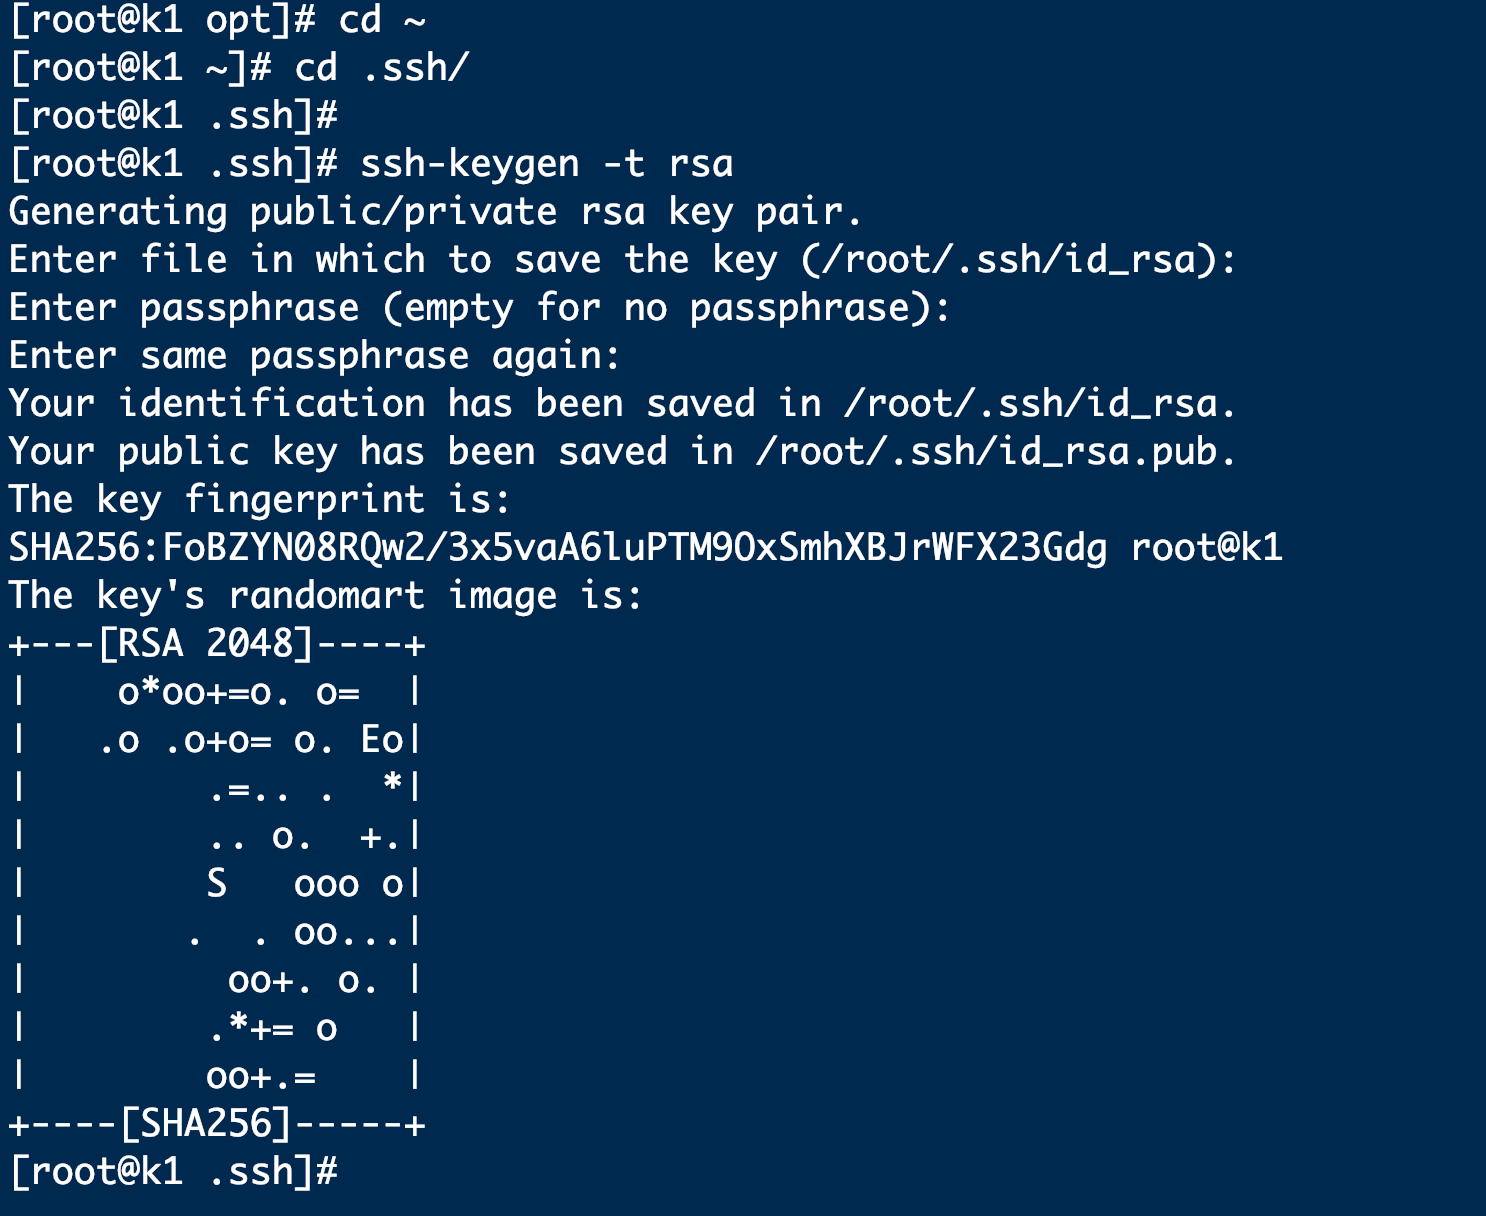 [root@k1 opt]# cd ~
[root@k1 ~]# cd .ssh/
[root@k1 .ssh]#
[root@k1 .ssh]# ssh-keygen -t rsa
Generating public/private rsa key pair.
Enter file in which to save the key (/root/.ssh/id_rsa):
Enter passphrase (empty for no passphrase):
Enter same passphrase again:
Your identification has been saved in /root/.ssh/id_rsa.
Your public key has been saved in /root/.ssh/id_rsa.pub.
The key fingerprint is:
SHA256:FoBZYN08RQw2/3x5vaA6luPTM9OxSmhXBJrWFX23Gdg root@k1
The key's randomart image is:
+---[RSA 2048]----+
|    o*oo+=o. o=  |
|   .o .o+o= o. Eo|
|        .=.. .  *|
|        .. o.  +.|
|        S   ooo o|
|       .  . oo...|
|         oo+. o. |
|        .*+= o   |
|        oo+.=    |
+----[SHA256]-----+
[root@k1 .ssh]#